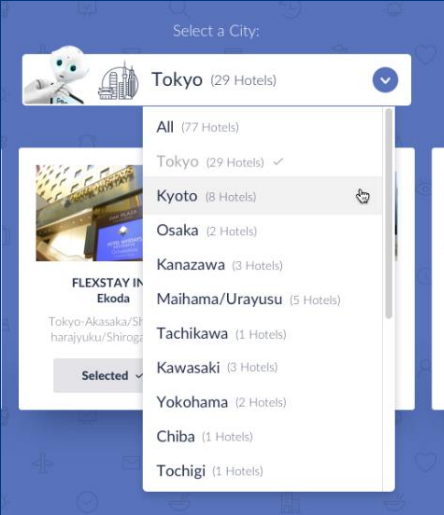 Select a City:
Tokyo (29 Hotels)
All (77 Hotels)
Tokyo (29 Hotels)
Kyoto (8 Hotels)
Osaka (2 Hotels)
Kanazawa (3 Hotels)
Maihama/Urayusu (5 Hotels)
Tachikawa (1 Hotels)
Kawasaki (3 Hotels)
Yokohama (2 Hotels)
Chiba (1 Hotels)
Tochigi (1 Hotels)
FLEXSTAY IN
Ekoda
Tokyo-Akasaka/Sh
harajyuku/Shiroga
Selected